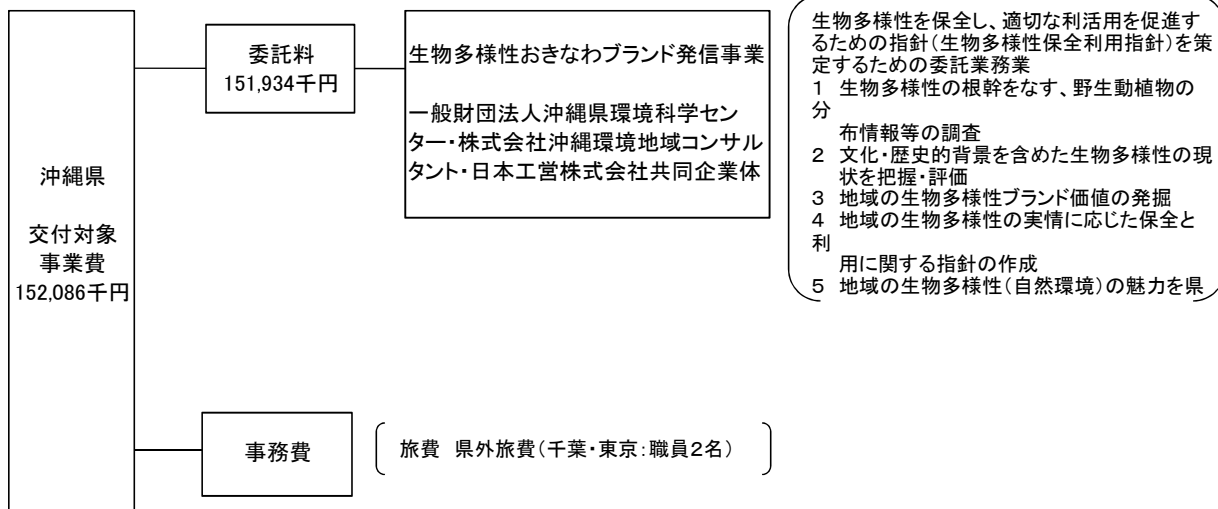 沖縄県
交付対象
事業費
152,086千円
委託料
151,934千円
生物多様性おきなわブランド発信事業
一般財団法人沖縄県環境科学セン
ター・株式会社沖縄環境地域コンサル
タント・日本工営株式会社共同企業体
生物多様性を保全し、適切な利活用を促進す
るための指針(生物多様性保全利用指針)を策
定するための委託業務業
1 生物多様性の根幹をなす、野生動植物の
分
布情報等の調査
2 文化・歴史的背景を含めた生物多様性の現
状を把握・評価
3 地域の生物多様性ブランド価値の発掘
4 地域の生物多様性の実情に応じた保全と
利
用に関する指針の作成
5 地域の生物多様性(自然環境)の魅力を県
事務費
旅費 県外旅費(千葉・東京:職員2名)